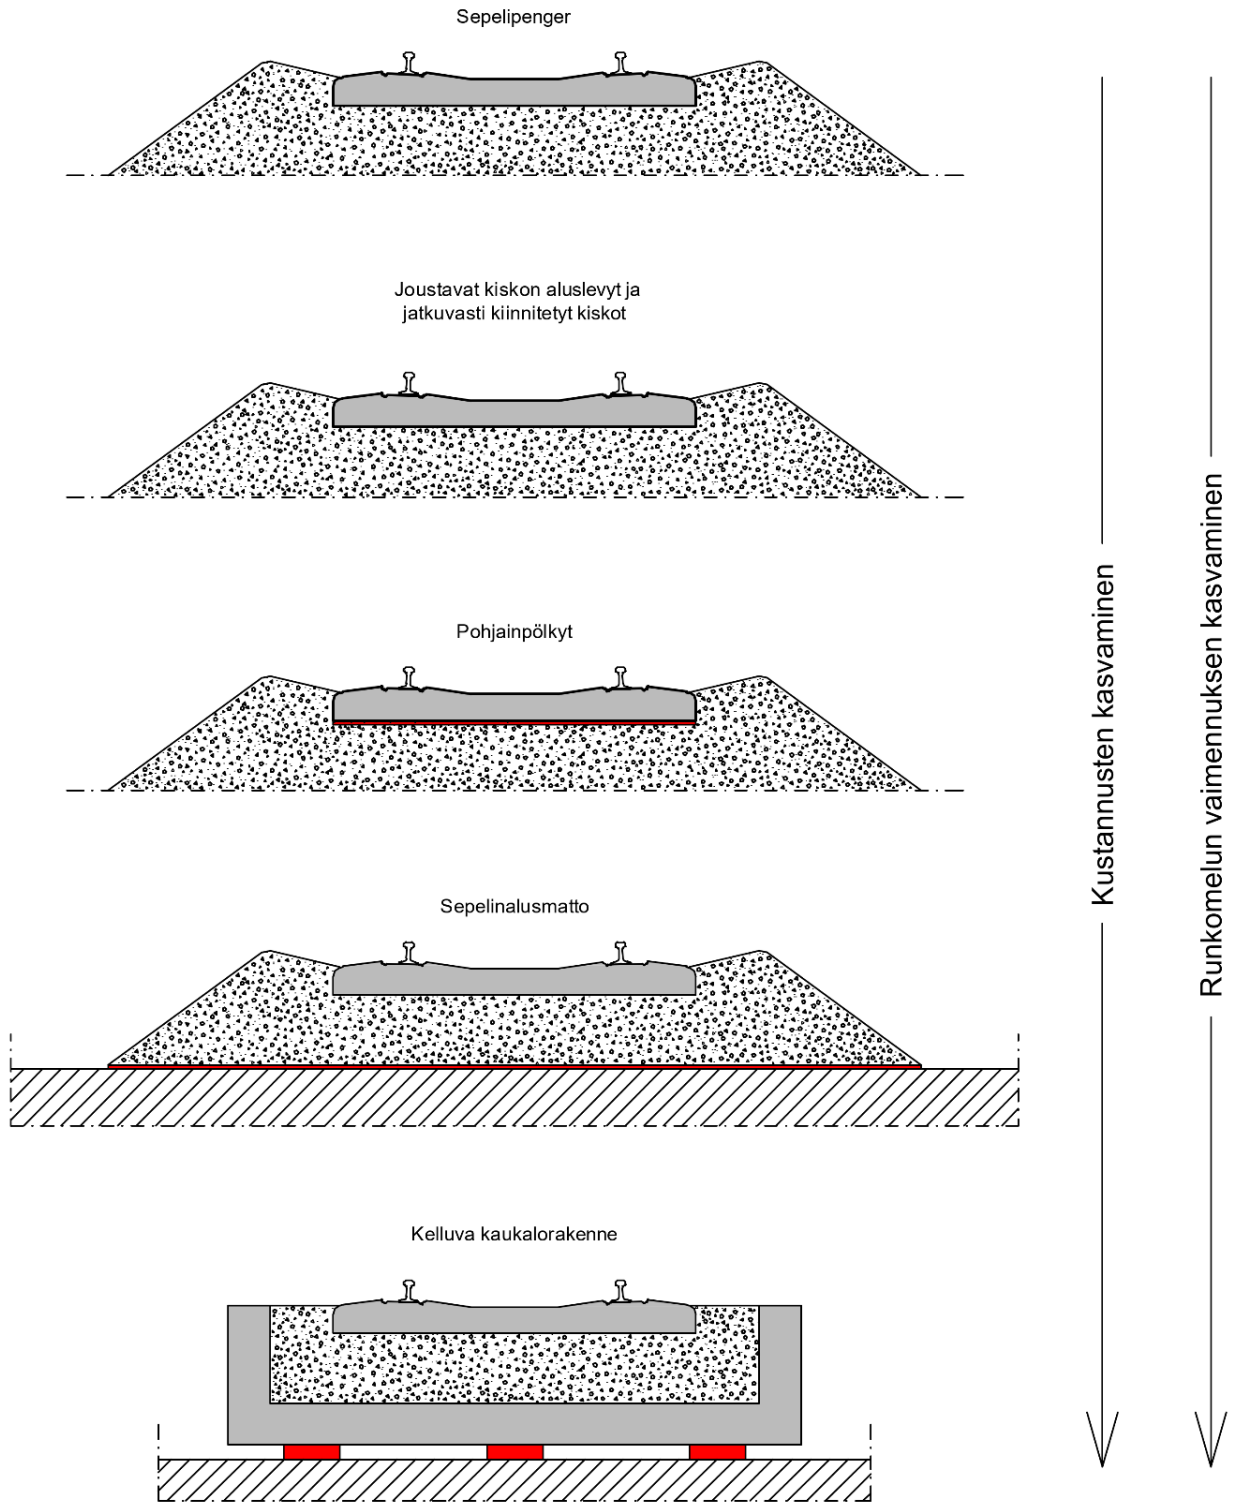 Sepelipenger
Joustavat kiskon aluslevyt ja
jatkuvasti kiinnitetyt kiskot
Pohjainpölkyt
Sepelinalusmatto
Kelluva kaukalorakenne
Kustannusten kasvaminen
Runkomelun vaimennuksen kasvaminen